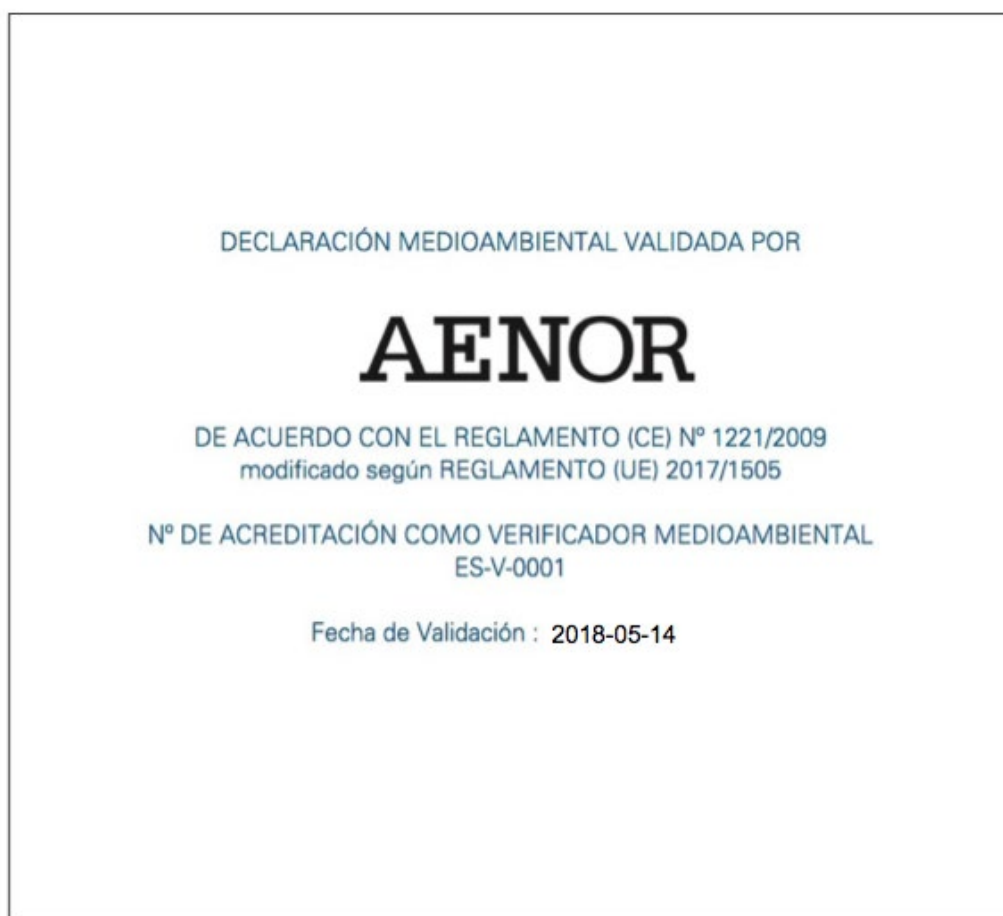 DECLARACIÓN MEDIOAMBIENTAL VALIDADA POR
AENOR
DE ACUERDO CON EL REGLAMENTO (CE) Nº 1221/2009
modificado según REGLAMENTO (UE) 2017/1505
Nº DE ACREDITACIÓN COMO VERIFICADOR MEDIOAMBIENTAL
ES-V-0001
Fecha de Validación : 2018-05-14